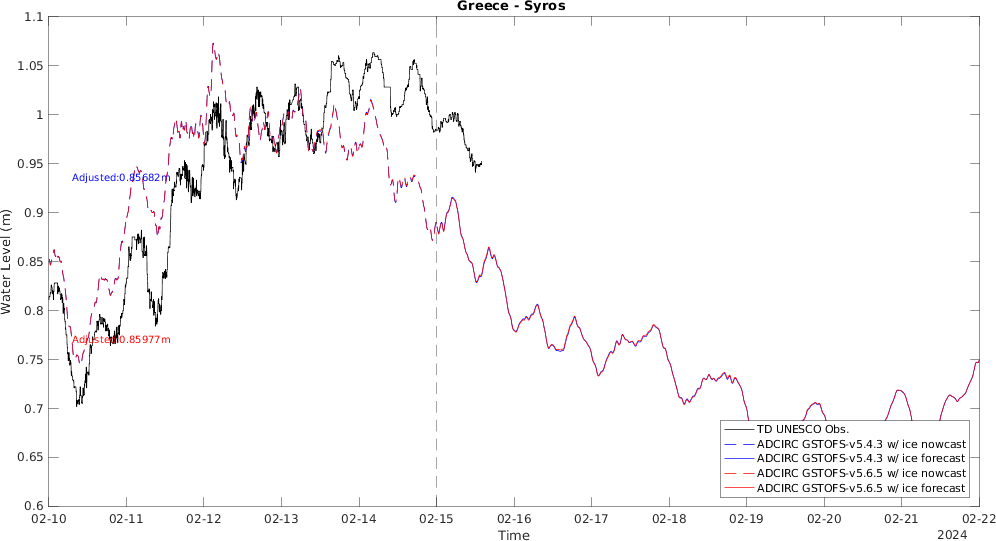 Greece - Syros
1.1
1.05
1
0.95
0.9
0.85
0.8
0.75
0.7
0.65
0.6
Water Level (m)
Adjusted:0.85682m
Adjusted:0.85977m
TD UNESCO Obs.
ADCIRC GSTOFS-v5.4.3 w/ ice nowcast
ADCIRC GSTOFS-v5.4.3 w/ ice forecast
ADCIRC GSTOFS-v5.6.5 w/ ice nowcast
ADCIRC GSTOFS-v5.6.5 w/ ice forecast
02-10 02-11 02-12 02-13 02-14 02-15 02-16 02-17 02-18 02-19 02-20 02-21 02-22
Time
2024